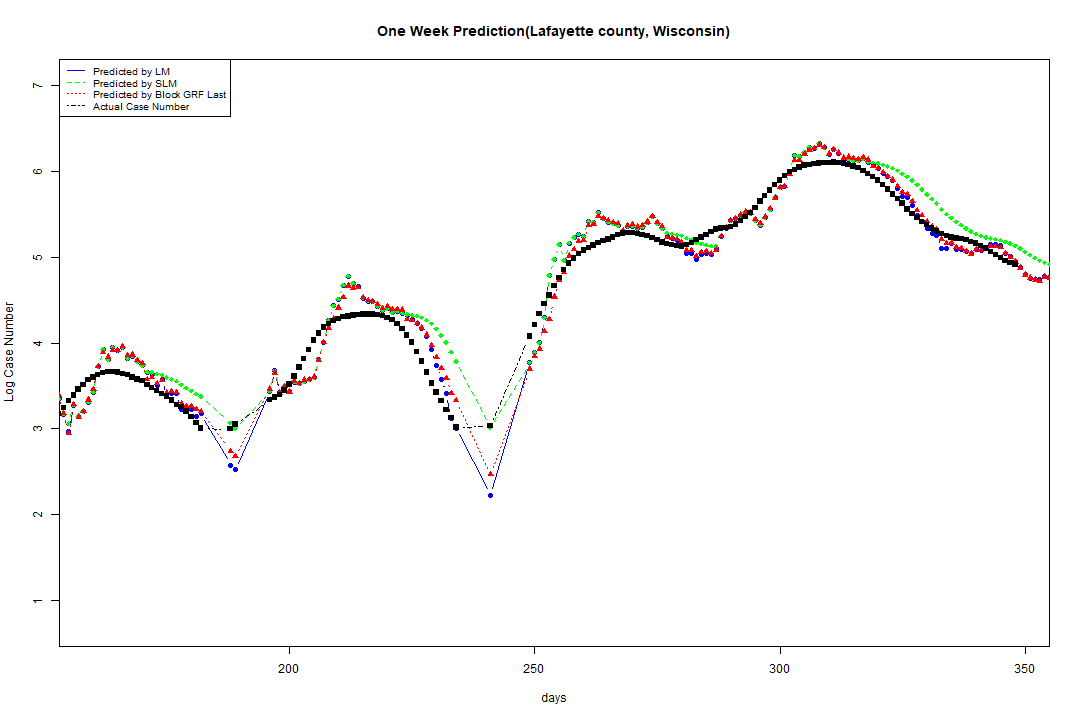 One Week Prediction(Lafayette county, Wisconsin)
Predicted by LM
Predicted by SLM
Predicted by Block GRF Last
Actual Case Number
7
6
5
4
3
2
1
Log Case Number
200 250 300 350
days